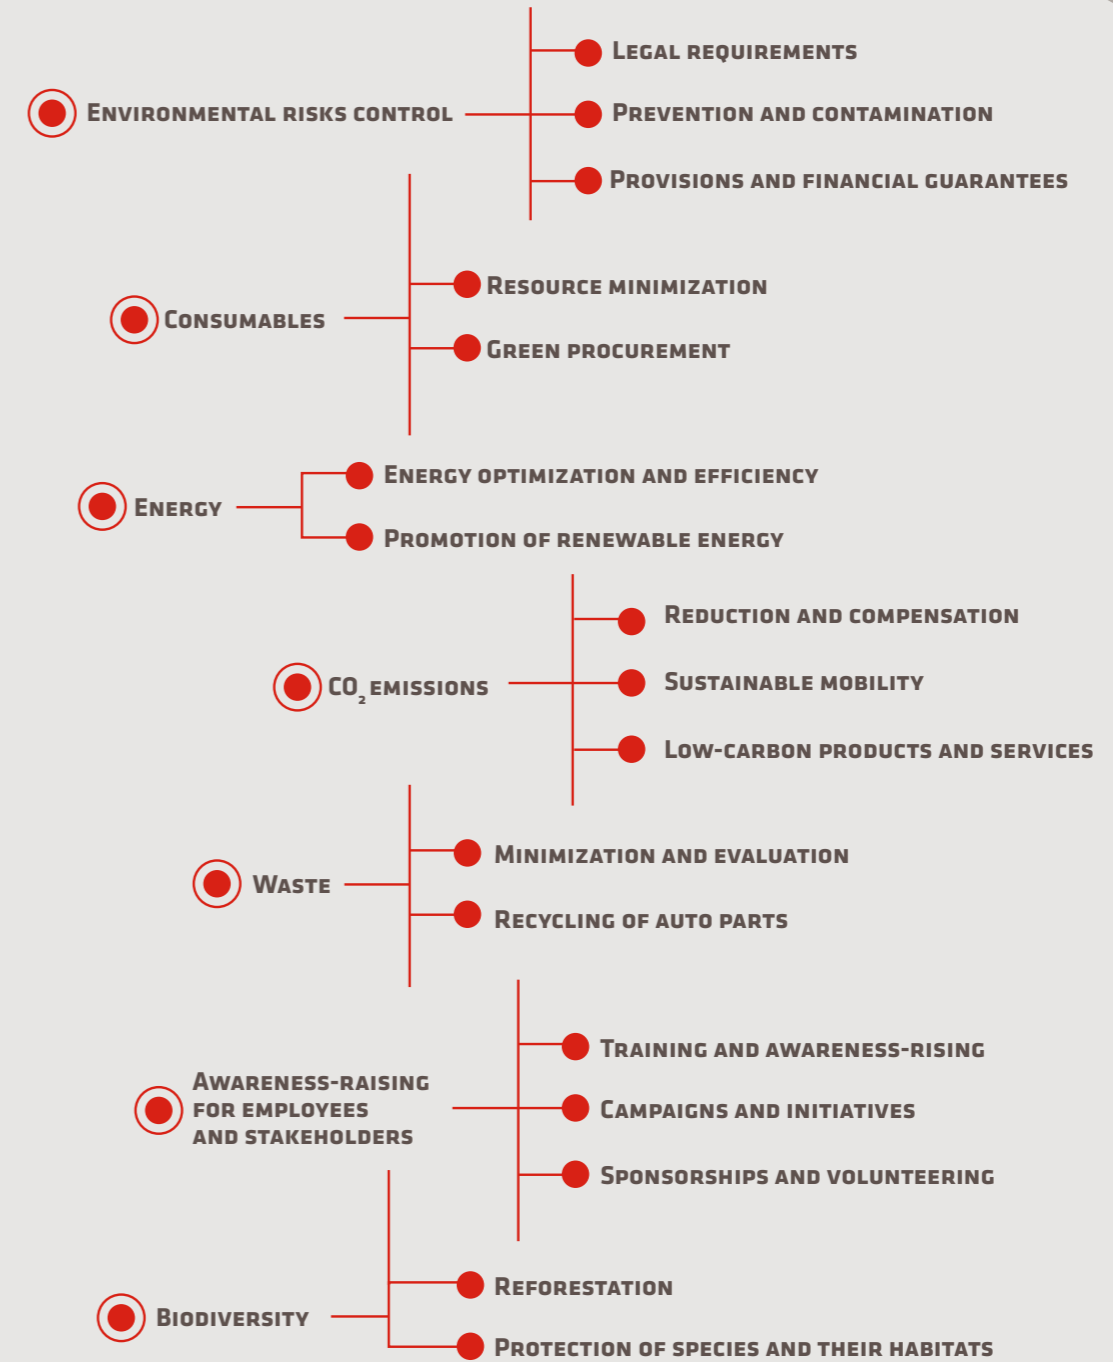 Legal requirements
Environmental risks control
Prevention and contamination
Provisions and financial guarantees
Resource minimization
Consumables
Green procurement
Energy optimization and efficiency
Energy
Promotion of renewable energy
Reduction and compensation
CO₂ emissions
Sustainable mobility
Low-carbon products and services
Minimization and evaluation
Waste
Recycling of auto parts
Training and awareness-rising
Awareness-raising
for employees
and stakeholders
Campaigns and initiatives
Sponsorships and volunteering
Reforestation
Biodiversity
Protection of species and their habitats